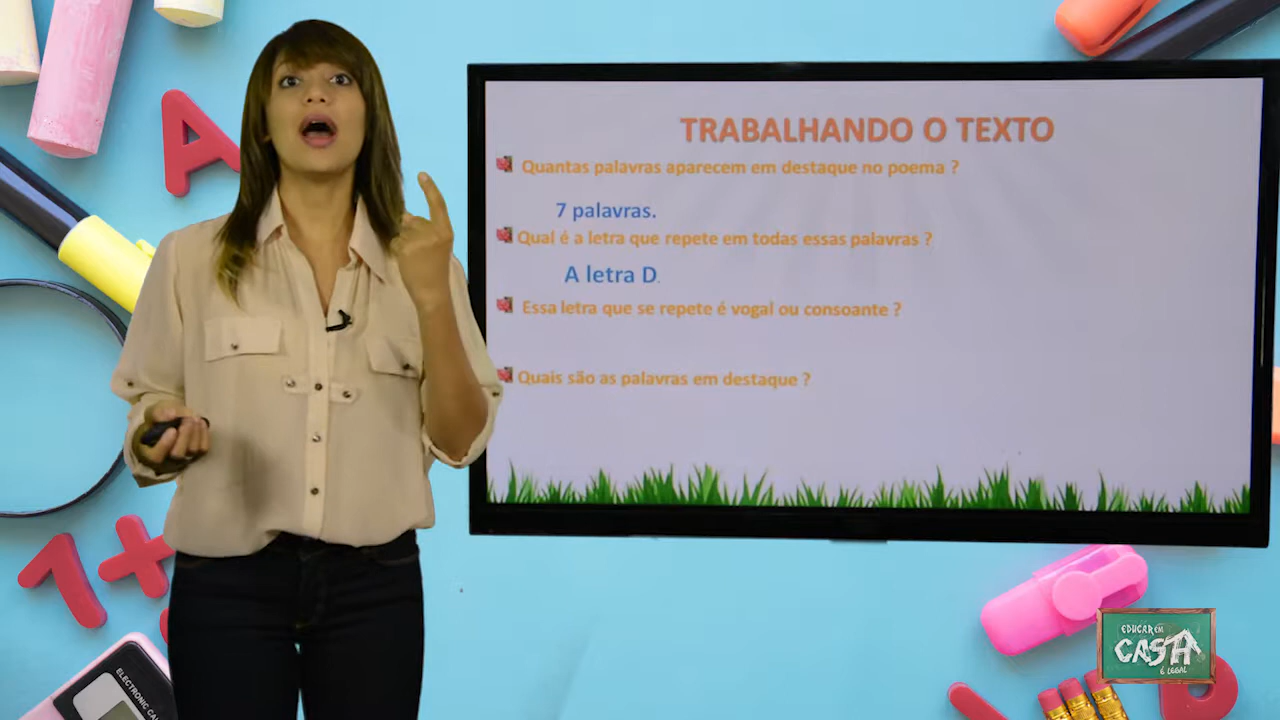 TRABALHANDO O TEXTO
Quantas palavras aparecem em destaque no poema ?
7 palavras.
Qual é a letra que repete em todas essas palavras ?
A letra D.
Essa letra que se repete é vogal ou consoante ?
Quais são as palavras em destaque ?
A
1+
ELECTRONIC
EDUCAR EM
CASA
É LEGAL